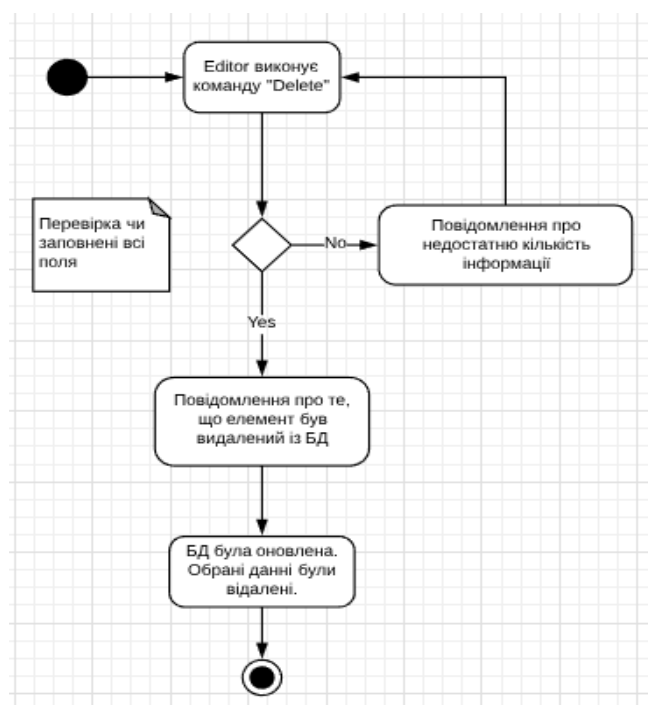 Editor виконує
команду "Delete"
Перевірка чи
заповнені всі
поля
No
Повідомлення про
недостатню кількість
інформації
Yes
Повідомлення про те,
що елемент був
видалений із БД
БД була оновлена.
Обрані данні були
відалені.